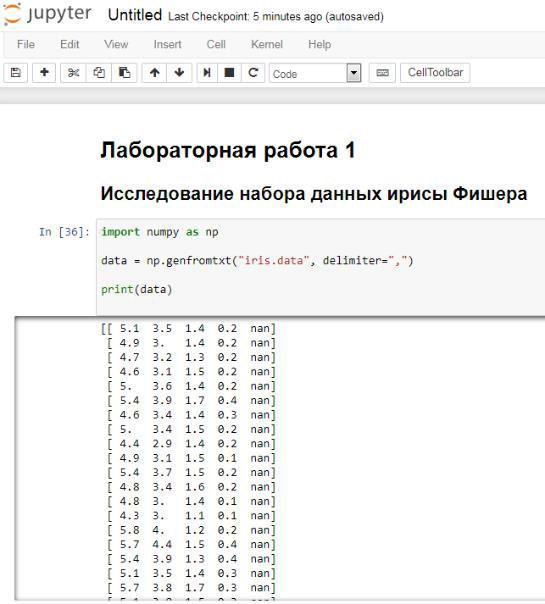 jupyter Untitled Last Checkpoint: 5 minutes ago (autosaved)
File Edit View Insert Cell Kernel Help
Code CellToolbar
Лабораторная работа 1
Исследование набора данных ирисы Фишера
In [36]: import numpy as np
data = np.genfromtxt("iris.data", delimiter=",")
print(data)
[[ 5.1 3.5 1.4 0.2 nan]
[ 4.9 3. 1.4 0.2 nan]
[ 4.7 3.2 1.3 0.2 nan]
[ 4.6 3.1 1.5 0.2 nan]
[ 5. 3.6 1.4 0.2 nan]
[ 5.4 3.9 1.7 0.4 nan]
[ 4.6 3.4 1.4 0.3 nan]
[ 5. 3.4 1.5 0.2 nan]
[ 4.4 2.9 1.4 0.2 nan]
[ 4.9 3.1 1.5 0.1 nan]
[ 5.4 3.7 1.5 0.2 nan]
[ 4.8 3.4 1.6 0.2 nan]
[ 4.8 3. 1.4 0.1 nan]
[ 4.3 3. 1.1 0.1 nan]
[ 5.8 4. 1.2 0.2 nan]
[ 5.7 4.4 1.5 0.4 nan]
[ 5.4 3.9 1.3 0.4 nan]
[ 5.1 3.5 1.4 0.3 nan]
[ 5.7 3.8 1.7 0.3 nan]